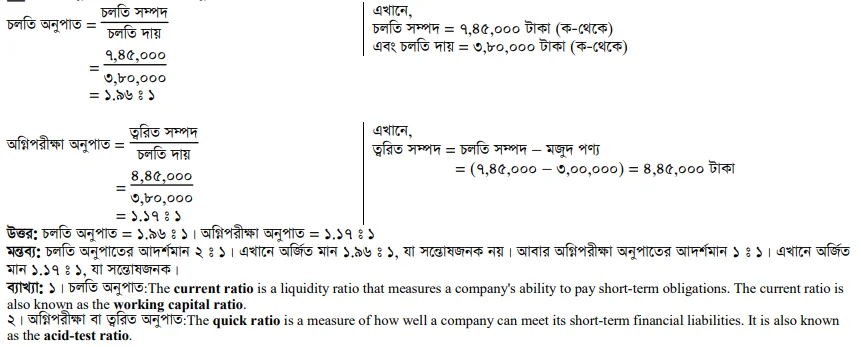 চলতি অনুপাত = চলতি সম্পদ / চলতি দায়
= ৭,৪৫,০০০ / ৩,৮০,০০০
= ১.৯৬ ঃ ১
এখানে,
চলতি সম্পদ = ৭,৪৫,০০০ টাকা (ক-থেকে)
এবং চলতি দায় = ৩,৮০,০০০ টাকা (ক-থেকে)
অগ্নিপরীক্ষা অনুপাত = ত্বরিত সম্পদ / চলতি দায়
= ৪,৪৫,০০০ / ৩,৮০,০০০
= ১.১৭ ঃ ১
এখানে,
ত্বরিত সম্পদ = চলতি সম্পদ − মজুদ পণ্য
= (৭,৪৫,০০০ − ৩,০০,০০০) = ৪,৪৫,০০০ টাকা
উত্তর: চলতি অনুপাত = ১.৯৬ ঃ ১। অগ্নিপরীক্ষা অনুপাত = ১.১৭ ঃ ১
মন্তব্য: চলতি অনুপাতের আদর্শমান ২ ঃ ১। এখানে অর্জিত মান ১.৯৬ ঃ ১, যা সন্তোষজনক নয়। আবার অগ্নিপরীক্ষা অনুপাতের আদর্শমান ১ ঃ ১। এখানে অর্জিত
মান ১.১৭ ঃ ১, যা সন্তোষজনক।
ব্যাখ্যা: ১। চলতি অনুপাত:The current ratio is a liquidity ratio that measures a company's ability to pay short-term obligations. The current ratio is
also known as the working capital ratio.
২। অগ্নিপরীক্ষা বা ত্বরিত অনুপাত:The quick ratio is a measure of how well a company can meet its short-term financial liabilities. It is also known
as the acid-test ratio.